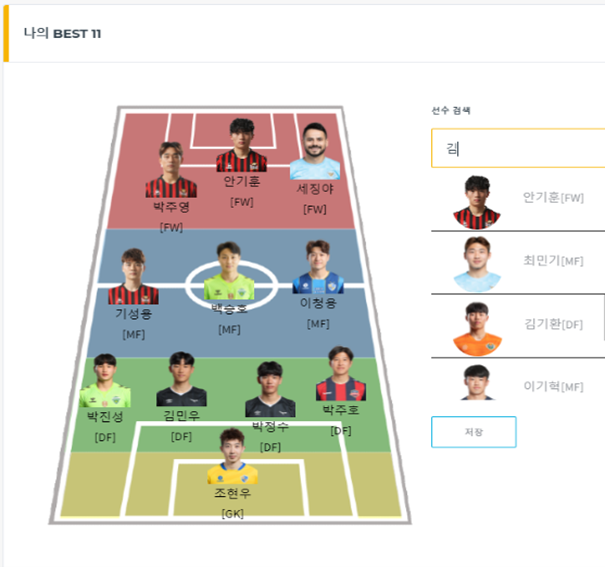 나의 BEST 11
선수 검색
김
안기훈[FW]
최민기[MF]
김기환[DF]
이기혁[MF]
저장
박주영
[FW]
안기훈
[FW]
세징야
[FW]
기성용
[MF]
백승호
[MF]
이청용
[MF]
박진성
[DF]
김민우
[DF]
박정수
[DF]
박주호
[DF]
조현우
[GK]